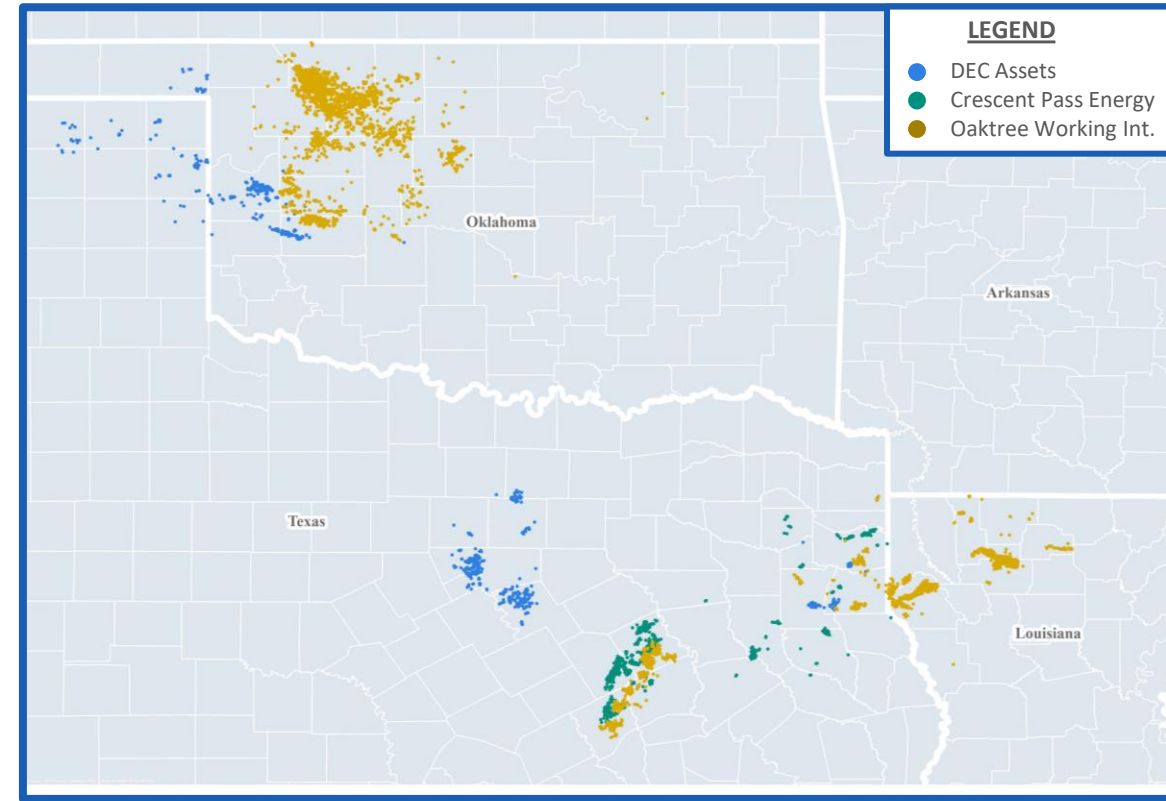 LEGEND
DEC Assets
Crescent Pass Energy
Oaktree Working Int.
Oklahoma
Arkansas
Texas
Louisiana